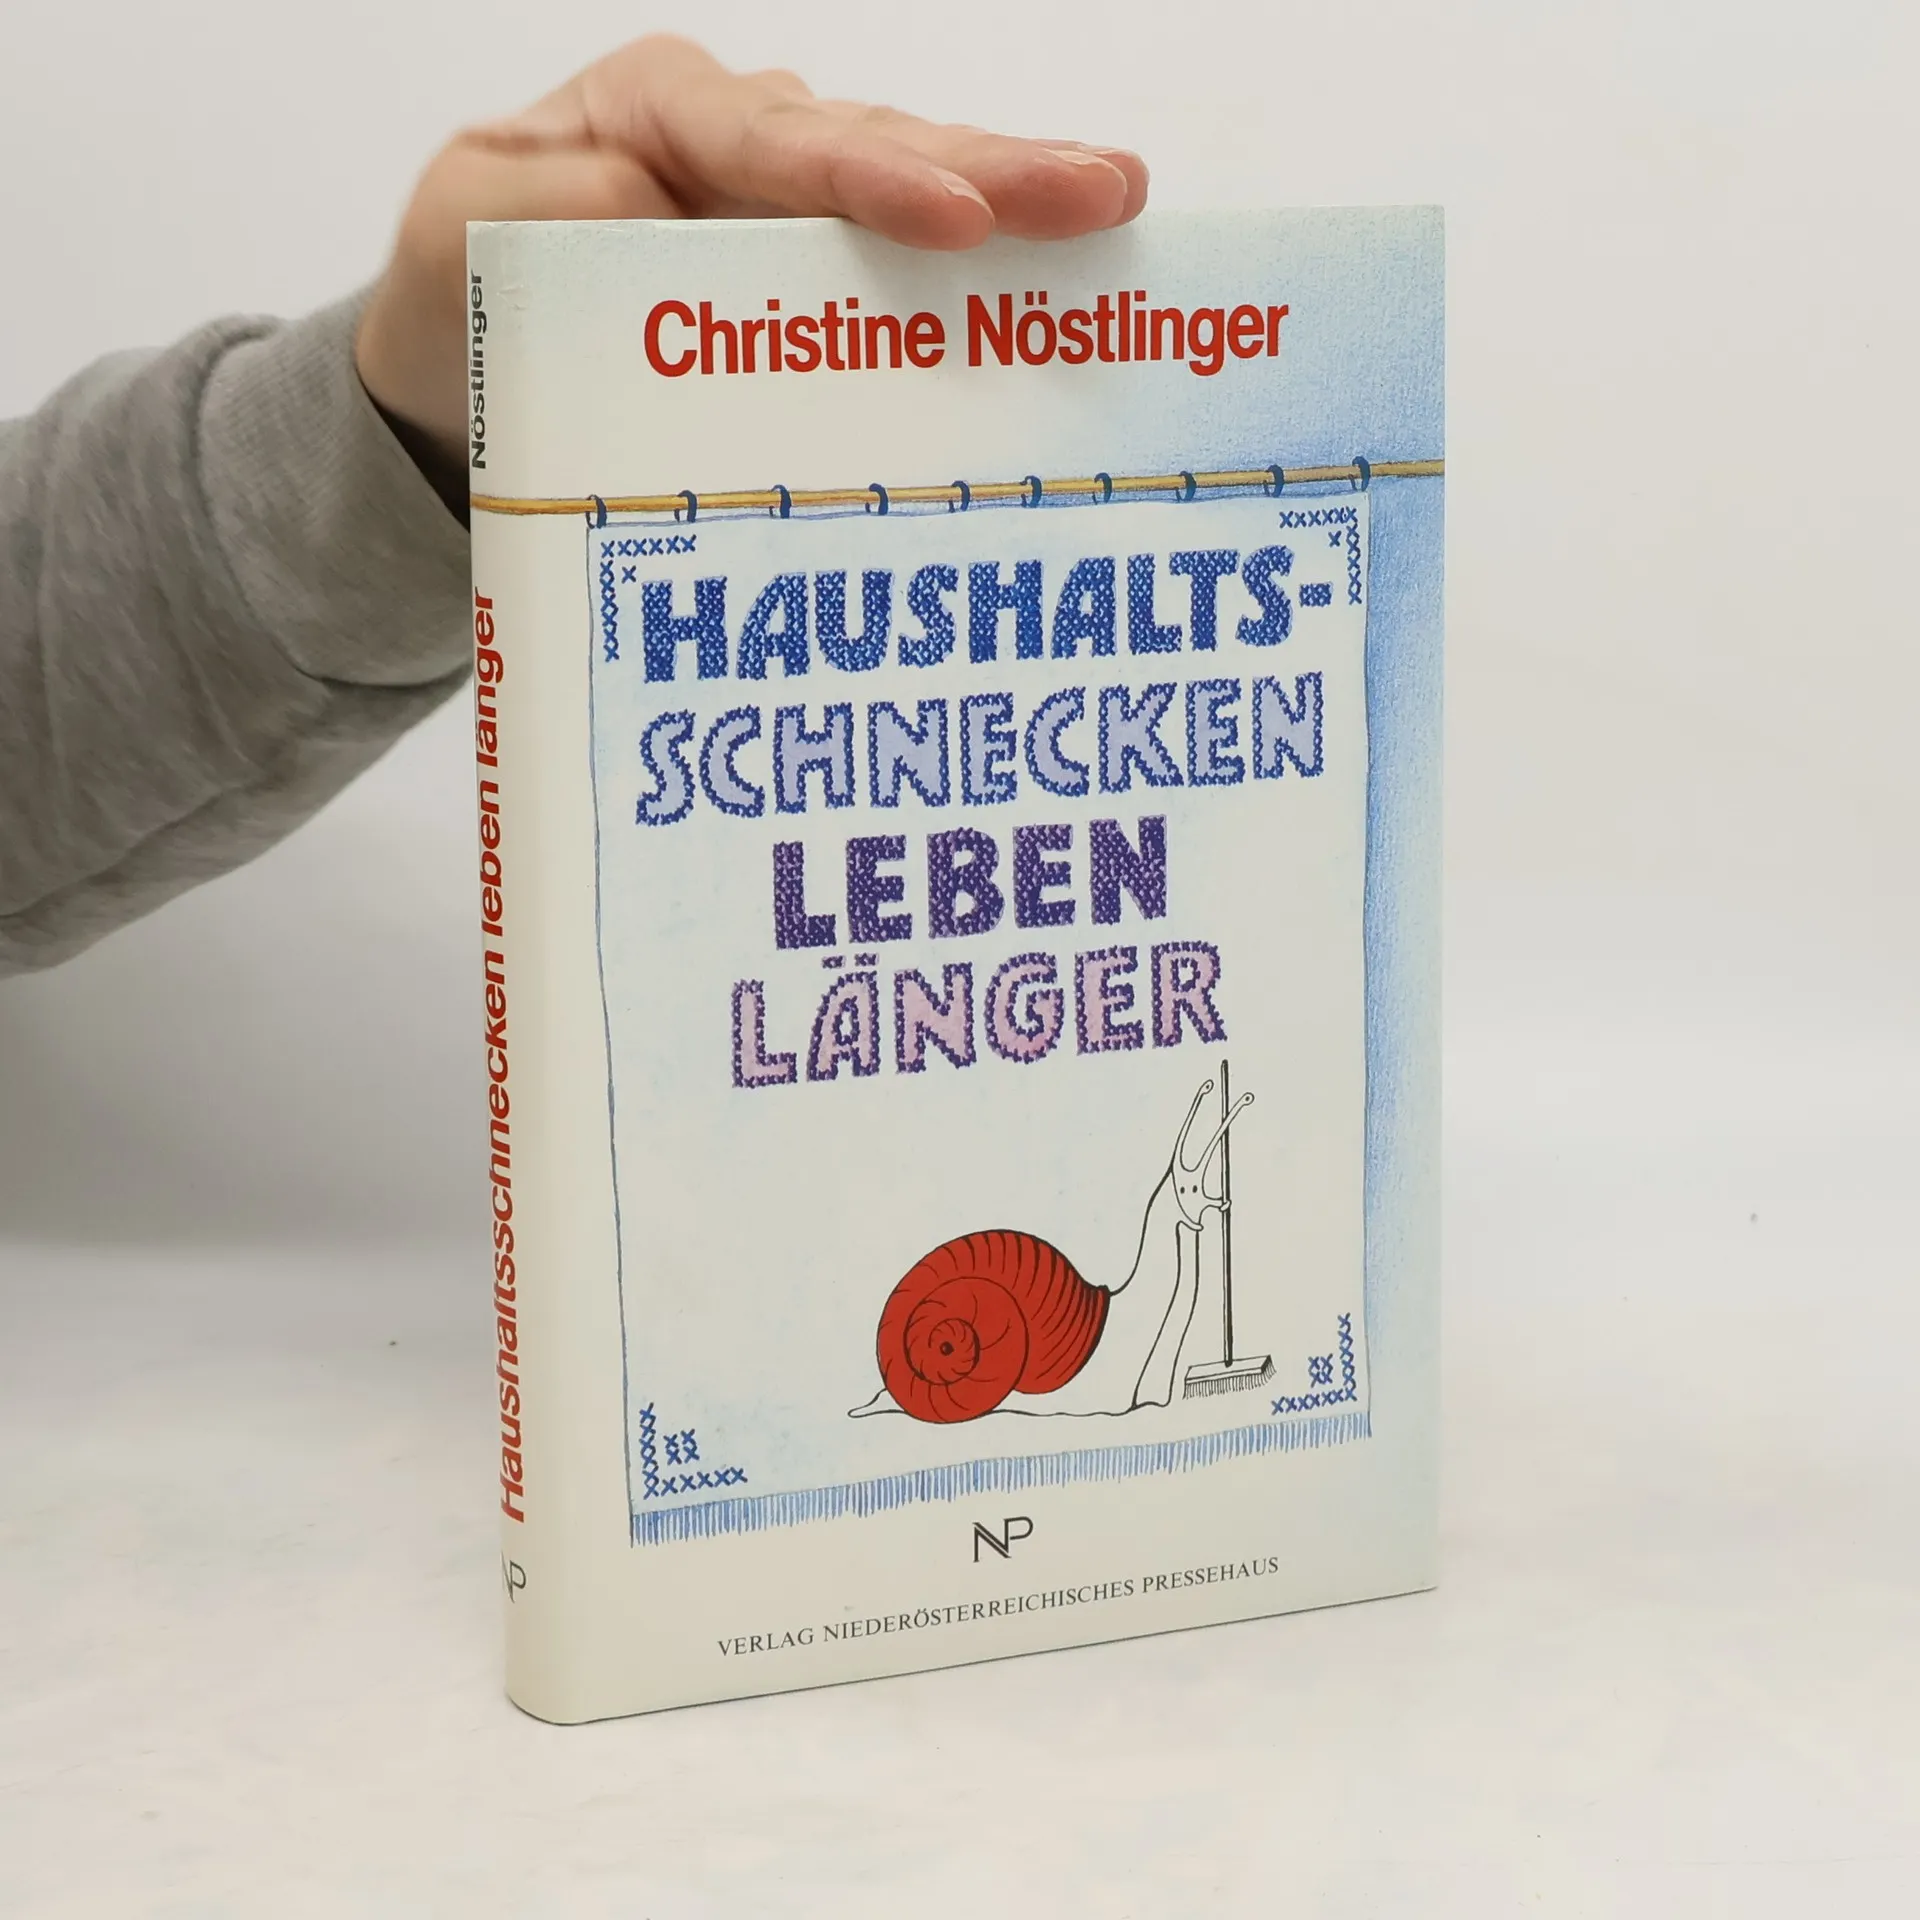 Christine Nöstlinger
HAUSHALTS-
SCHNECKEN
LEBEN
LÄNGER
NP
VERLAG NIEDERÖSTERREICHISCHES PRESSEHAUS
Nöstlinger
Haushaltsschnecken leben länger
NP